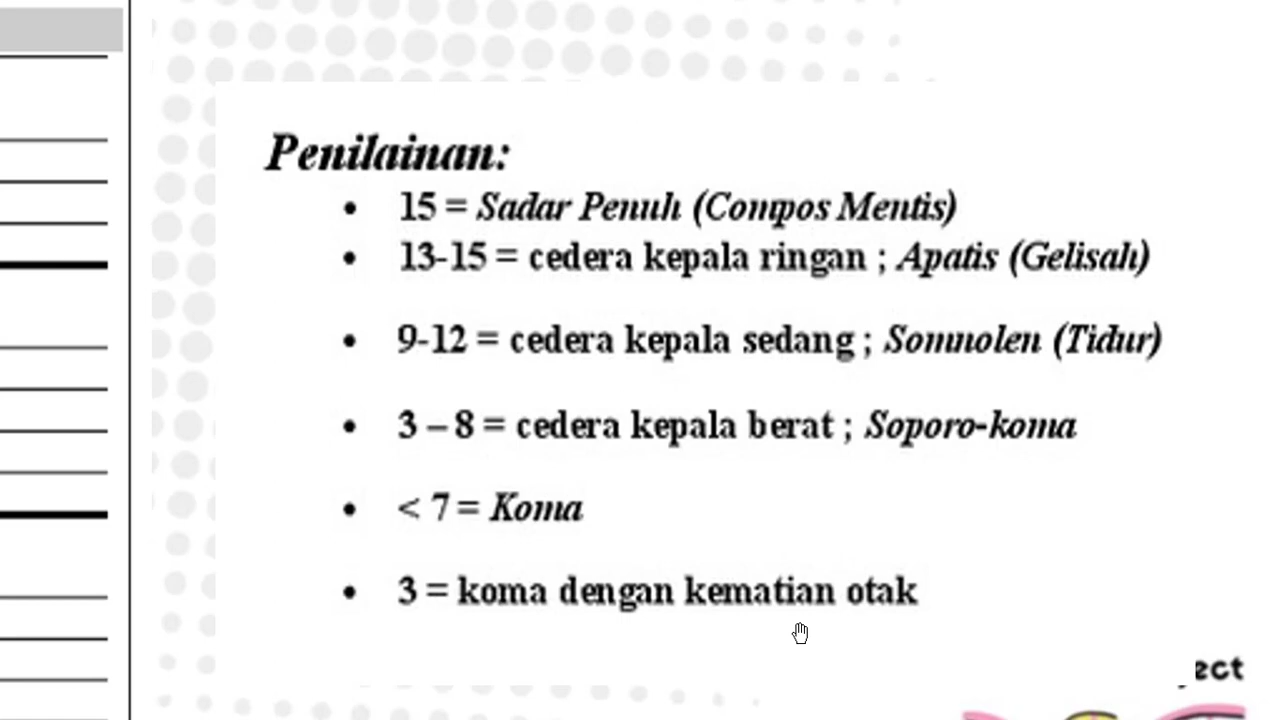 Penilainan:
• 15 = Sadar Penuh (Compos Mentis)
• 13-15 = cedera kepala ringan ; Apatis (Gelisah)
• 9-12 = cedera kepala sedang ; Somnolen (Tidur)
• 3 – 8 = cedera kepala berat ; Soporo-koma
• < 7 = Koma
• 3 = koma dengan kematian otak
ect